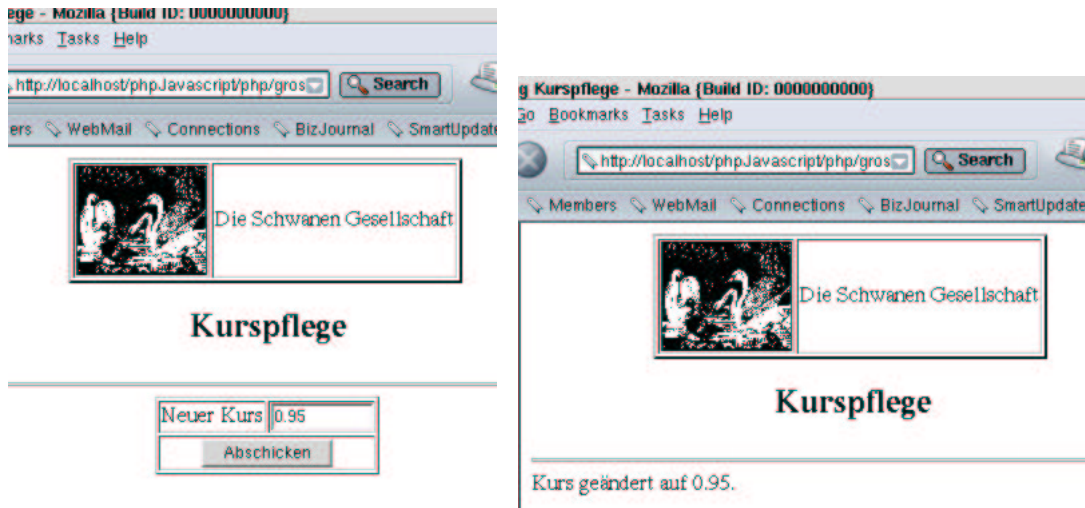 ege - Mozilla {Build ID: 0000000000}
marks Tasks Help
http://localhost/phpJavascript/php/gros Search
ers WebMail Connections BizJournal SmartUpdate
Die Schwanen Gesellschaft
Kurspflege
Neuer Kurs 0.95
Abschicken
g Kurspflege - Mozilla {Build ID: 0000000000}
Go Bookmarks Tasks Help
http://localhost/phpJavascript/php/gros Search
Members WebMail Connections BizJournal SmartUpdate
Die Schwanen Gesellschaft
Kurspflege
Kurs geändert auf 0.95.